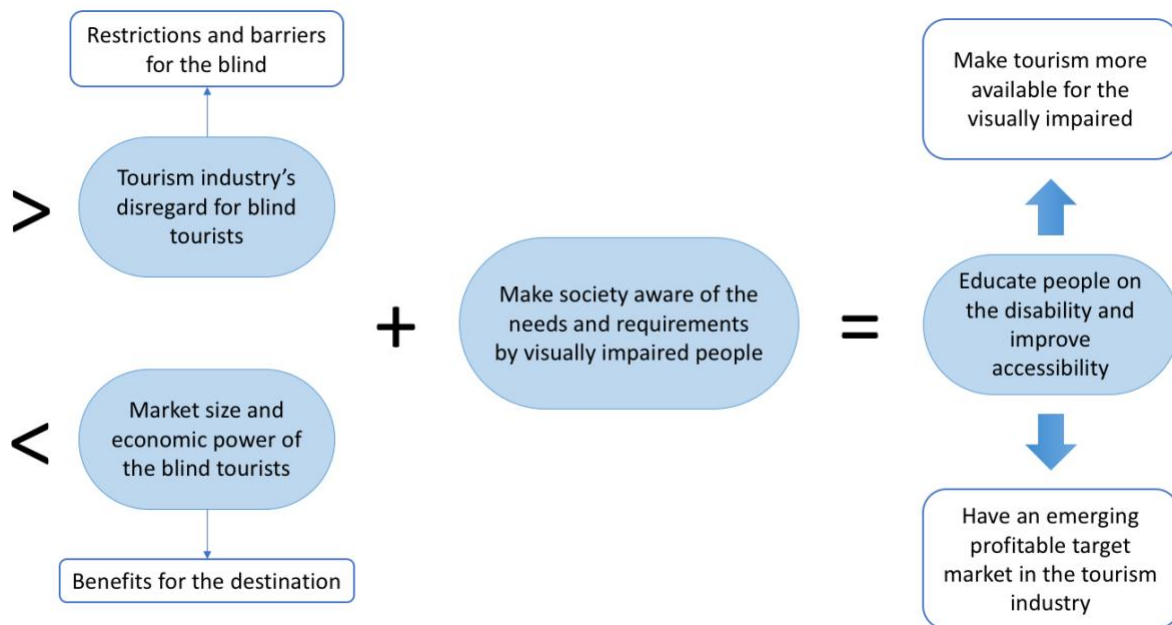 Restrictions and barriers
for the blind
>
Tourism industry's
disregard for blind
tourists
<
Market size and
economic power of
the blind tourists
Benefits for the destination
+
Make society aware of the
needs and requirements
by visually impaired people
=
Make tourism more
available for the
visually impaired
Educate people on
the disability and
improve
accessibility
Have an emerging
profitable target
market in the tourism
industry